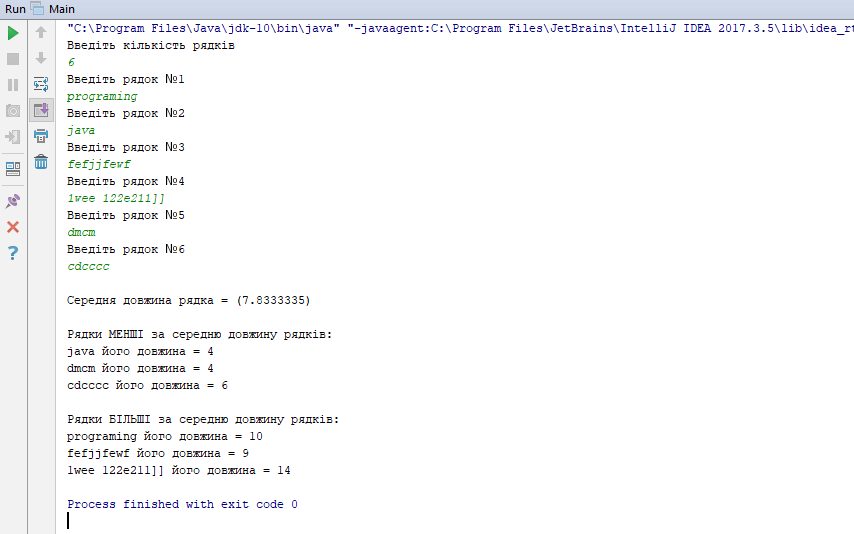 Run Main
"C:\Program Files\Java\jdk-10\bin\java" "-javaagent:C:\Program Files\JetBrains\IntelliJ IDEA 2017.3.5\lib\idea_rt
Введіть кількість рядків
6
Введіть рядок №1
programing
Введіть рядок №2
java
Введіть рядок №3
fefjjfewf
Введіть рядок №4
1wee 122e211]]
Введіть рядок №5
dmcm
Введіть рядок №6
cdcccc
Середня довжина рядка = (7.8333335)
Рядки МЕНШІ за середню довжину рядків:
java його довжина = 4
dmcm його довжина = 4
cdcccc його довжина = 6
Рядки БІЛЬШІ за середню довжину рядків:
programing його довжина = 10
fefjjfewf його довжина = 9
1wee 122e211]] його довжина = 14
Process finished with exit code 0